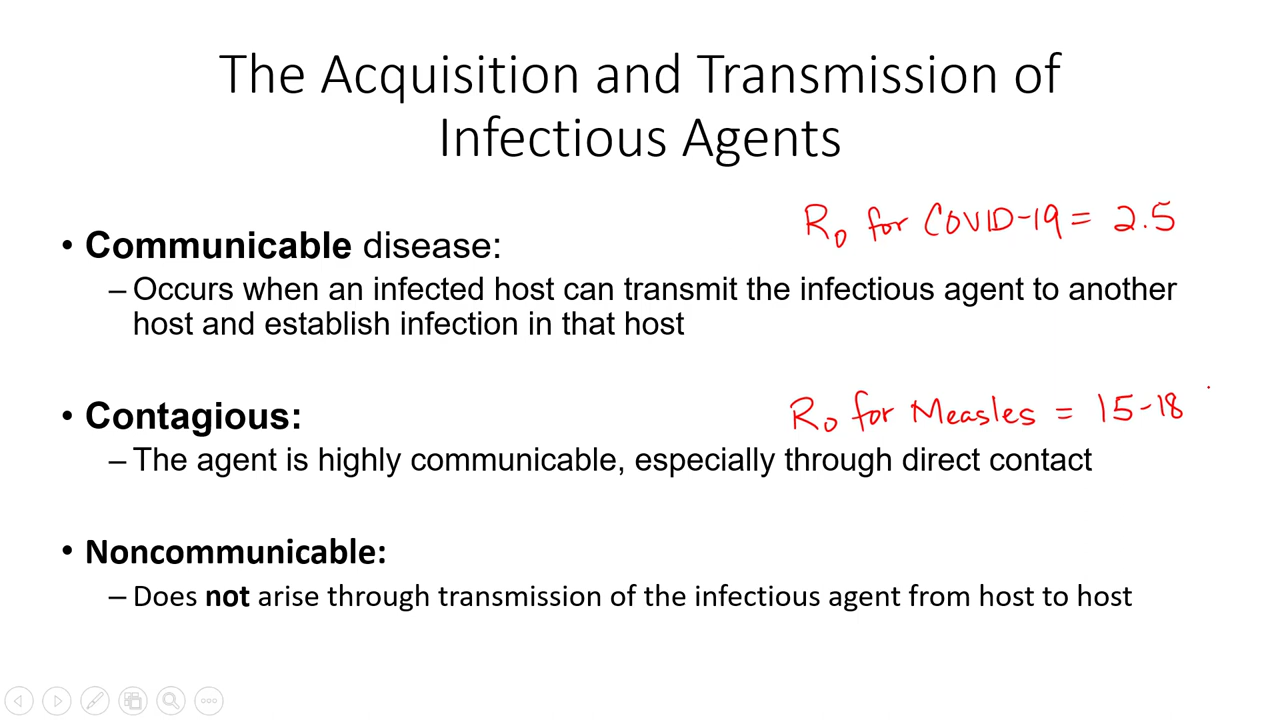 The Acquisition and Transmission of
Infectious Agents
R0 for COVID-19 = 2.5
• Communicable disease:
– Occurs when an infected host can transmit the infectious agent to another
host and establish infection in that host
R0 for Measles = 15-18
• Contagious:
– The agent is highly communicable, especially through direct contact
• Noncommunicable:
– Does not arise through transmission of the infectious agent from host to host